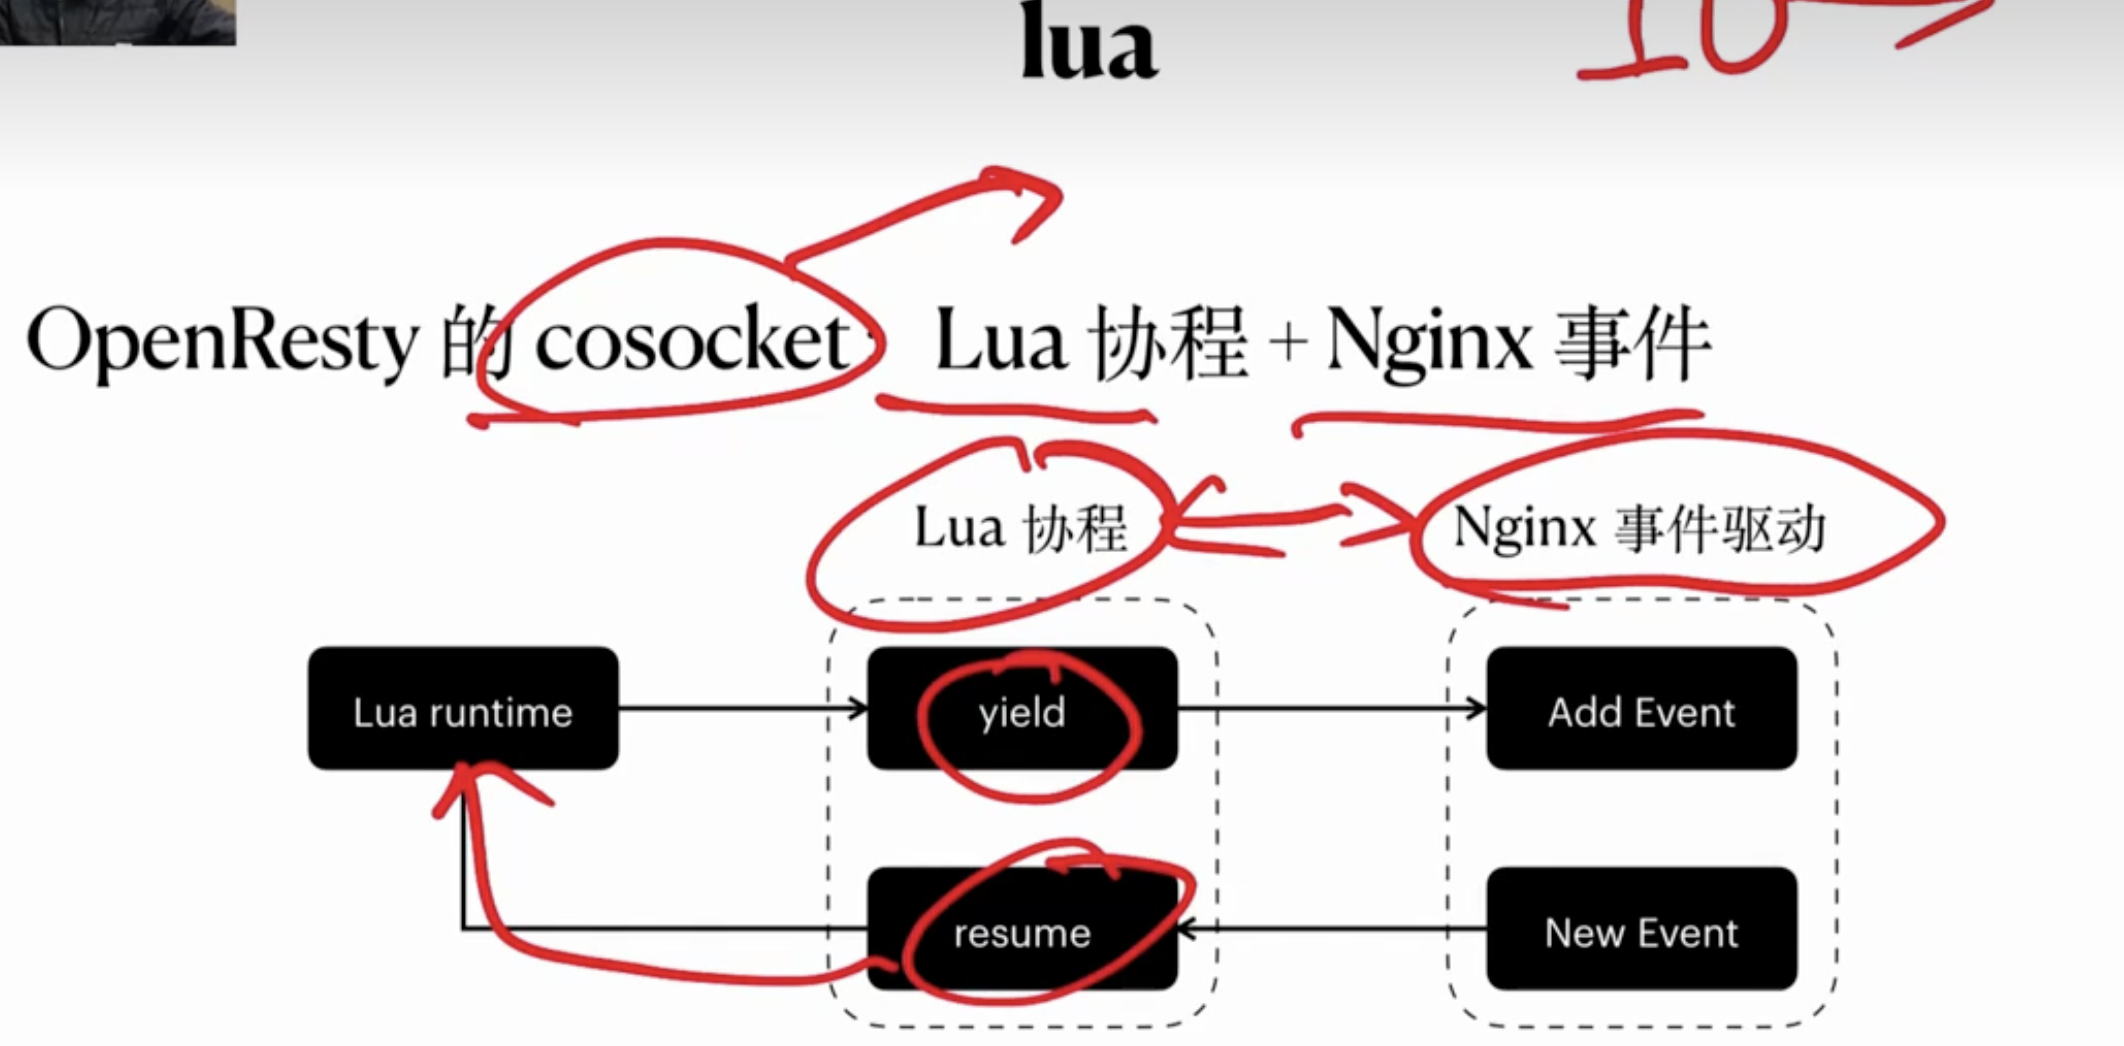 lua
IO
OpenResty 的 cosocket: Lua 协程 + Nginx 事件
Lua 协程
Nginx 事件驱动
Lua runtime
yield
Add Event
resume
New Event